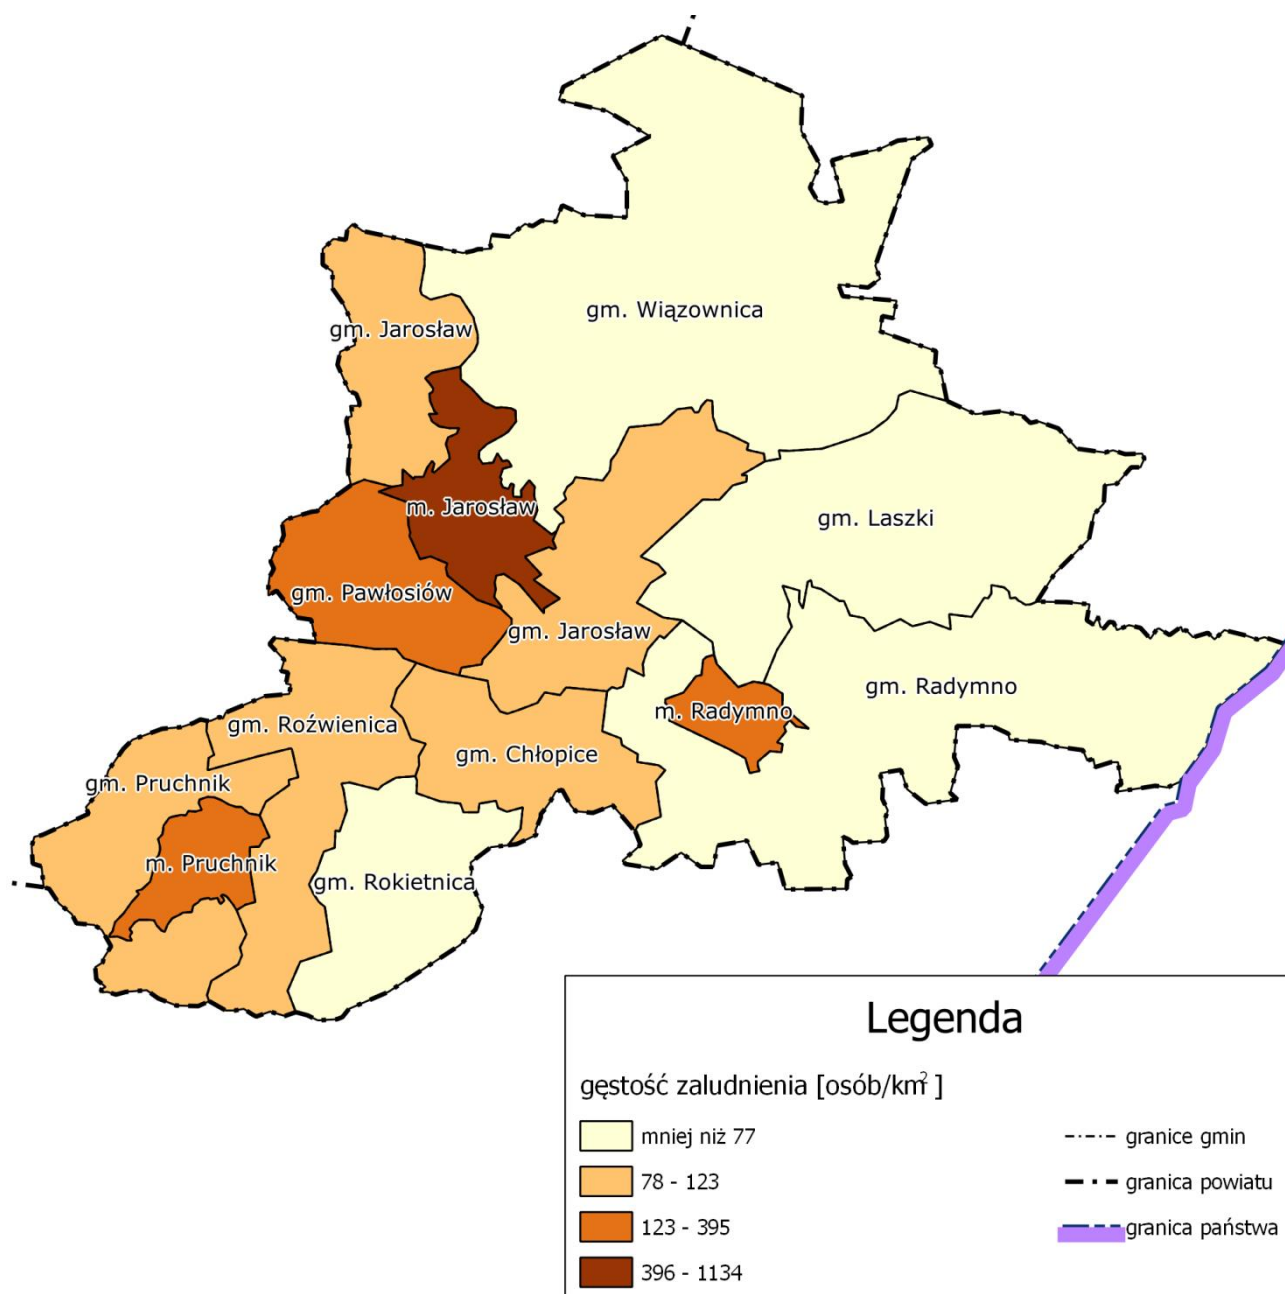 gm. Wiązownica
gm. Jarosław
m. Jarosław
gm. Laszki
gm. Pawłosiów
gm. Jarosław
gm. Radymno
m. Radymno
gm. Roźwienica
gm. Chłopice
gm. Pruchnik
m. Pruchnik
gm. Rokietnica
Legenda
gęstość zaludnienia [osób/km²]
mniej niż 77
granice gmin
78 - 123
granica powiatu
123 - 395
granica państwa
396 - 1134